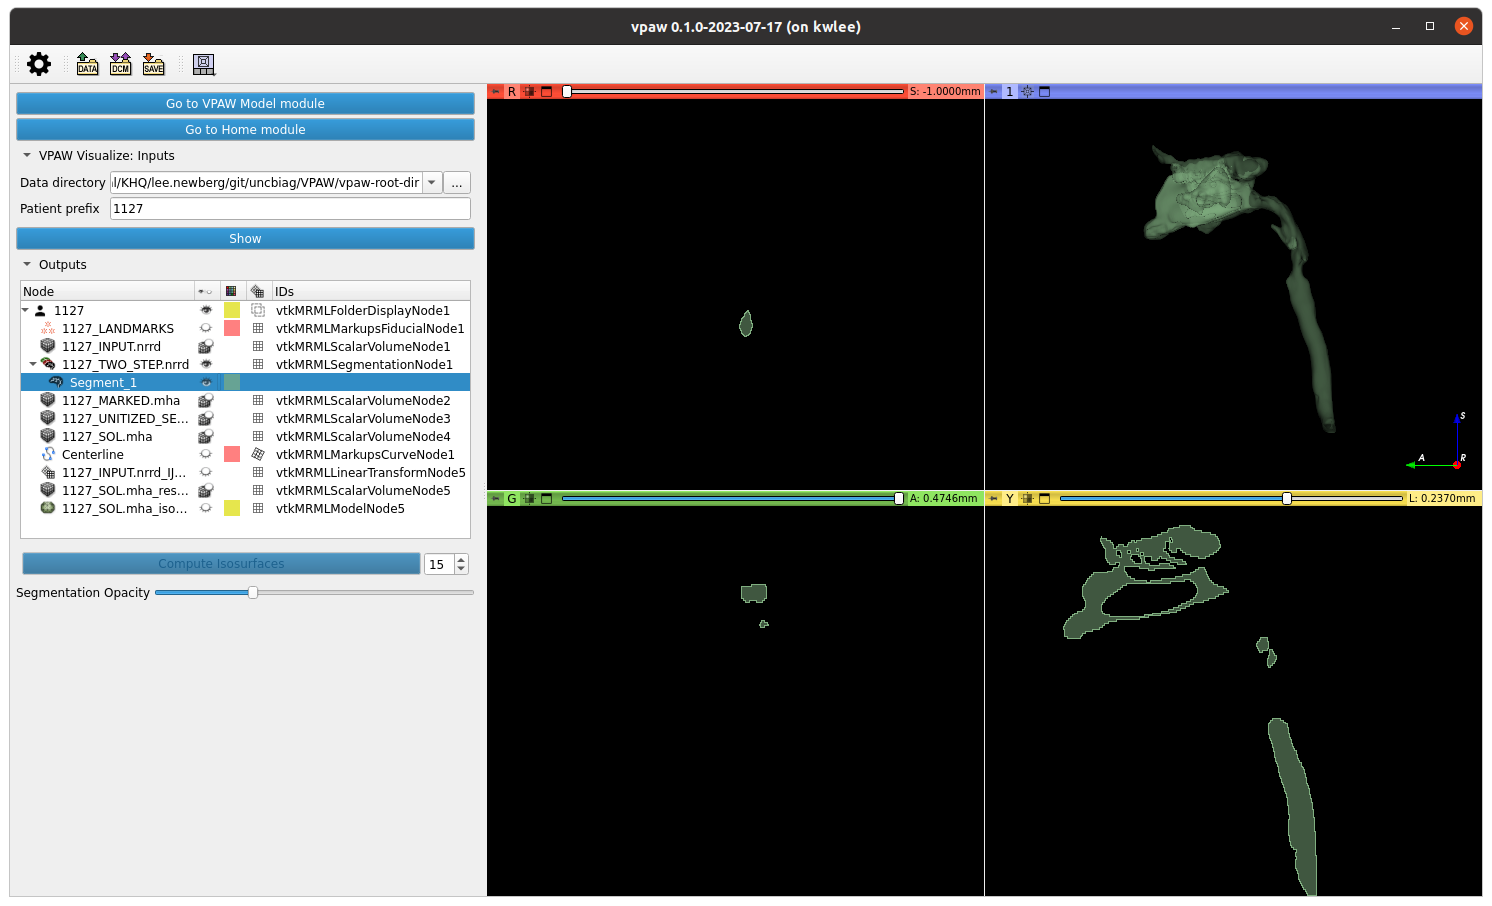 vpaw 0.1.0-2023-07-17 (on kwlee)
DATA DCM SAVE
Go to VPAW Model module
Go to Home module
VPAW Visualize: Inputs
Data directory l/KHQ/lee.newberg/git/uncbiag/VPAW/vpaw-root-dir ...
Patient prefix 1127
Show
Outputs
Node IDs
1127 vtkMRMLFolderDisplayNode1
1127_LANDMARKS vtkMRMLMarkupsFiducialNode1
1127_INPUT.nrrd vtkMRMLScalarVolumeNode1
1127_TWO_STEP.nrrd vtkMRMLSegmentationNode1
Segment_1
1127_MARKED.mha vtkMRMLScalarVolumeNode2
1127_UNITIZED_SE... vtkMRMLScalarVolumeNode3
1127_SOL.mha vtkMRMLScalarVolumeNode4
Centerline vtkMRMLMarkupsCurveNode1
1127_INPUT.nrrd_IJ... vtkMRMLLinearTransformNode5
1127_SOL.mha_res... vtkMRMLScalarVolumeNode5
1127_SOL.mha_iso... vtkMRMLModelNode5
Compute Isosurfaces 15
Segmentation Opacity
R S: -1.0000mm
1
S
A R
G A: 0.4746mm
Y L: 0.2370mm